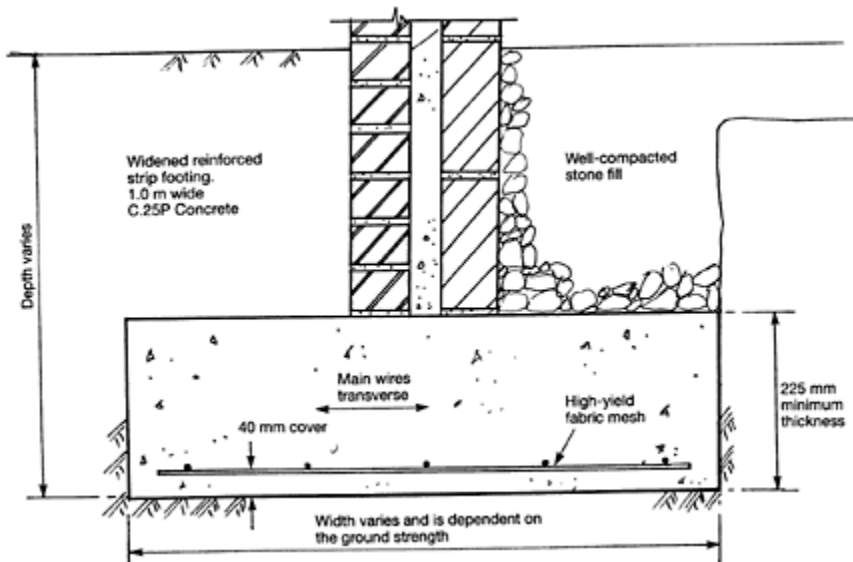 Widened reinforced
strip footing.
1.0 m wide
C.25P Concrete
Well-compacted
stone fill
Depth varies
Main wires
transverse
High-yield
fabric mesh
40 mm cover
225 mm
minimum
thickness
Width varies and is dependent on
the ground strength